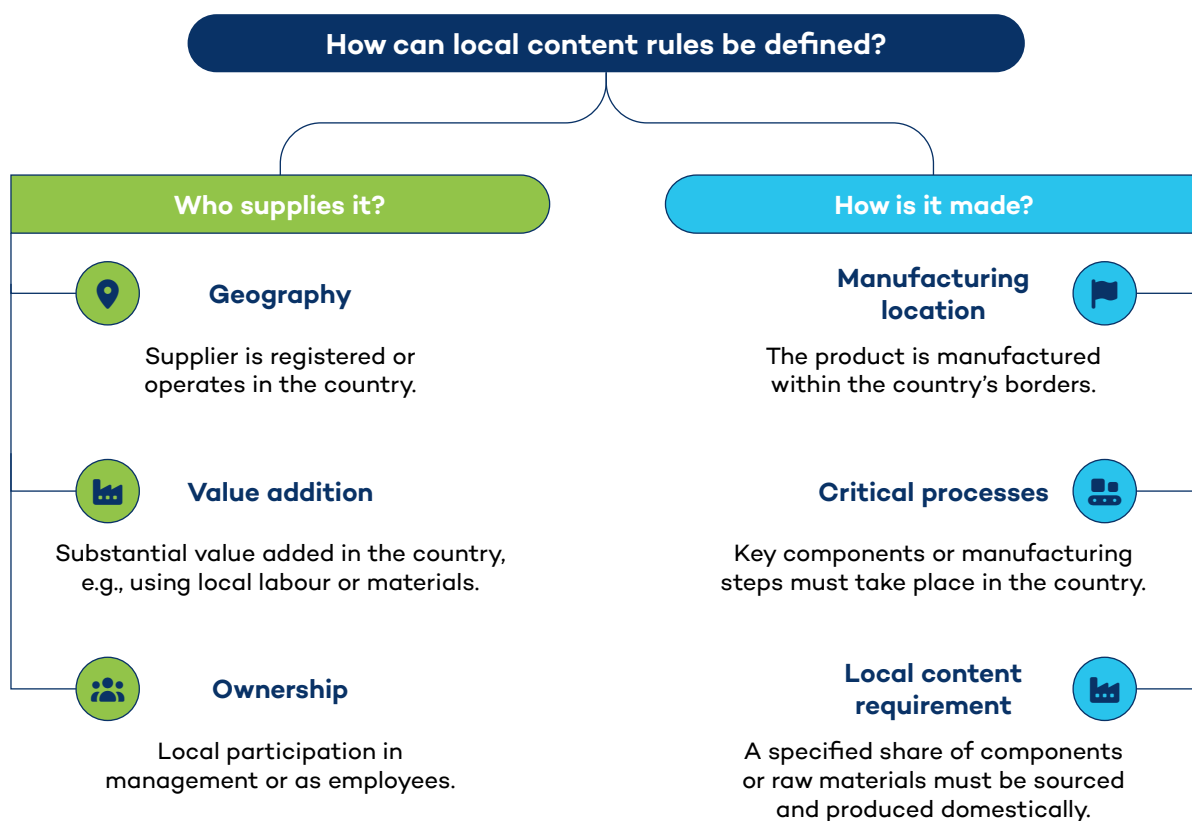 How can local content rules be defined?
Who supplies it?
Geography
Supplier is registered or
operates in the country.
Value addition
Substantial value added in the country,
e.g., using local labour or materials.
Ownership
Local participation in
management or as employees.
How is it made?
Manufacturing
location
The product is manufactured
within the country’s borders.
Critical processes
Key components or manufacturing
steps must take place in the country.
Local content
requirement
A specified share of components
or raw materials must be sourced
and produced domestically.